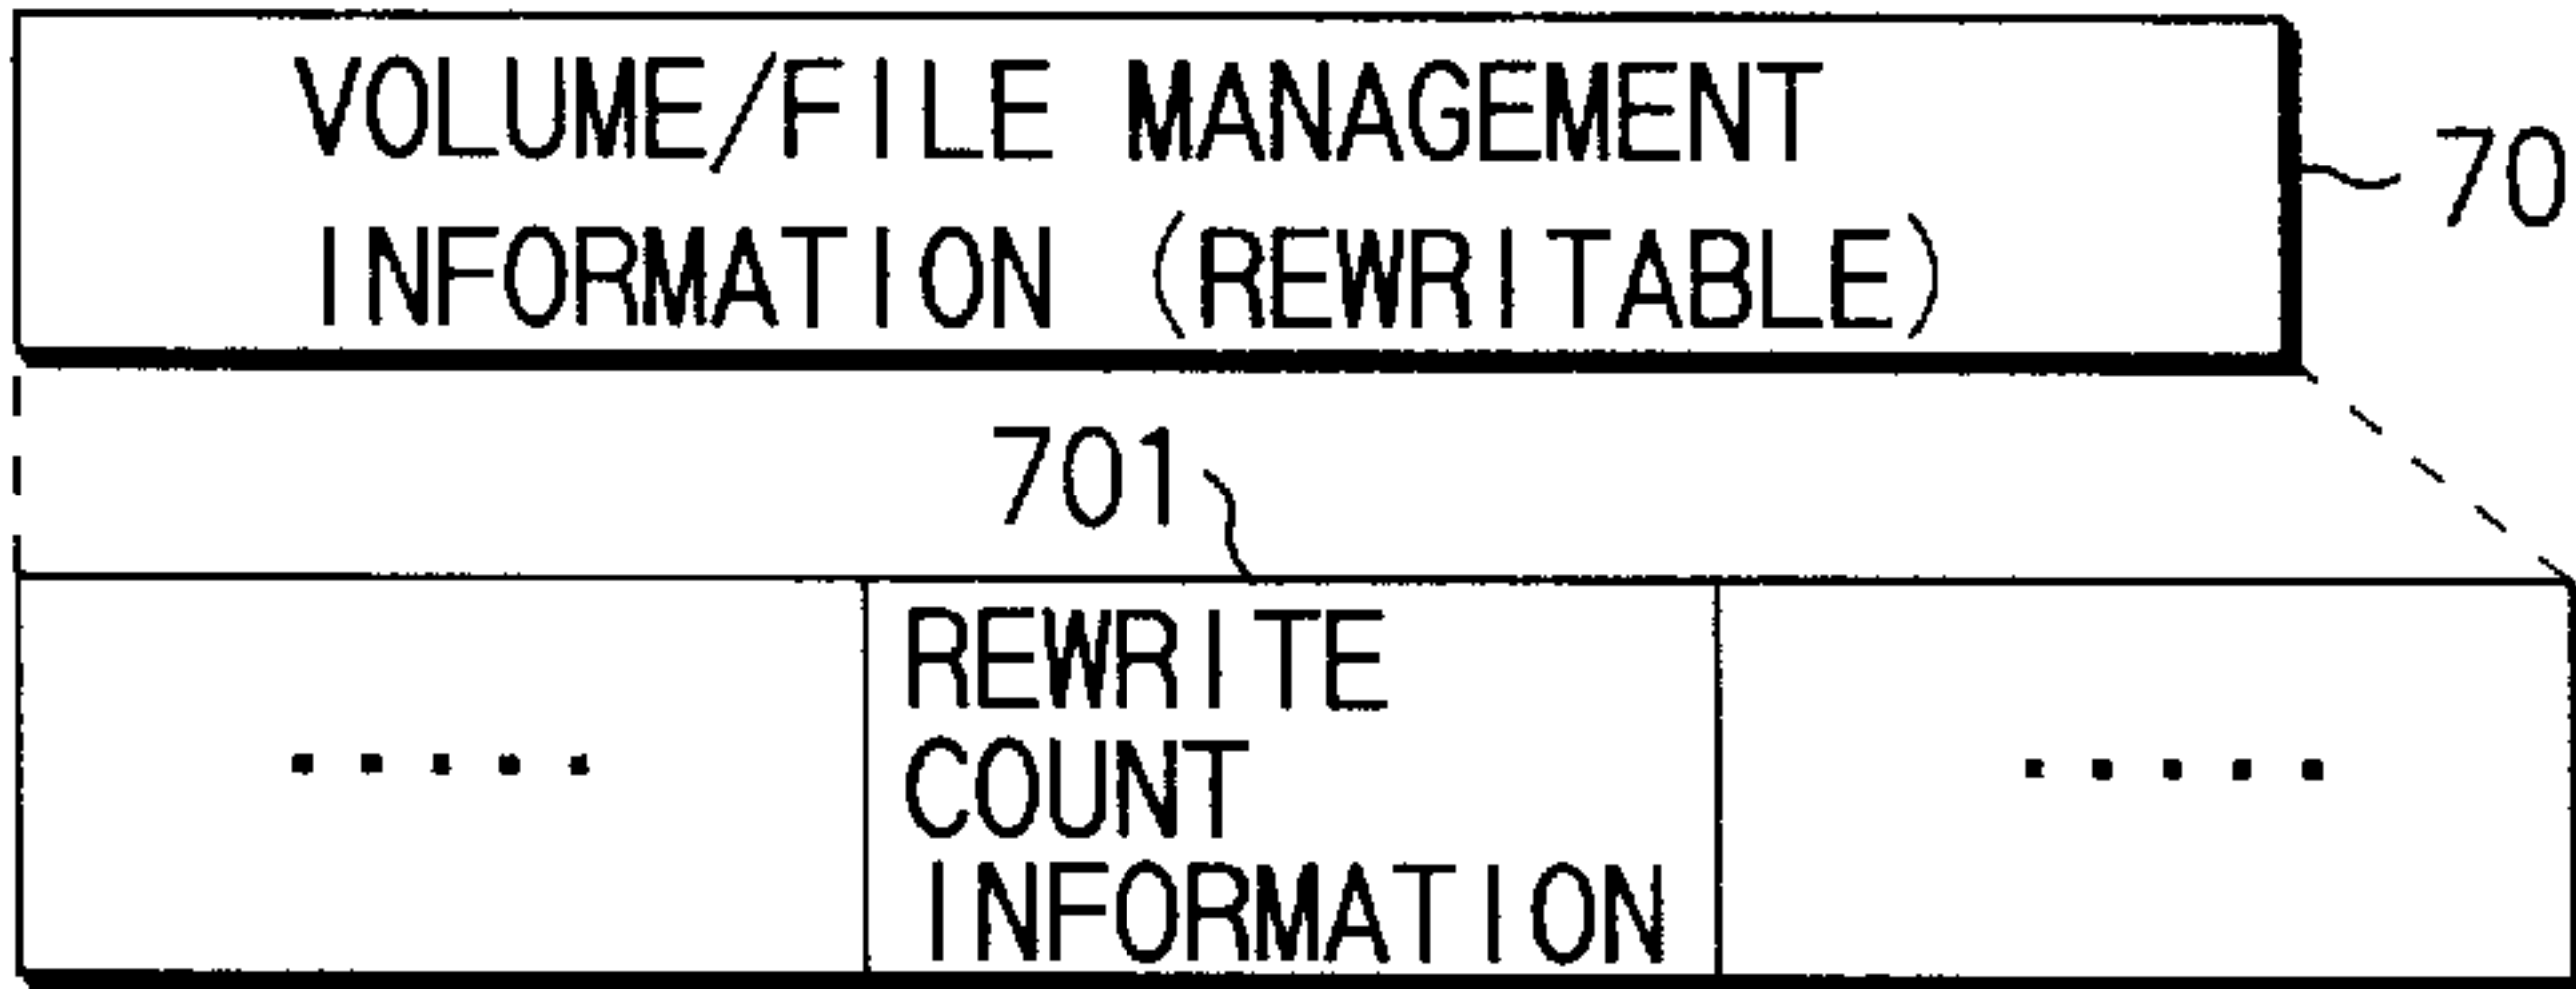 VOLUME/FILE MANAGEMENT
INFORMATION (REWRITABLE)
70
701
REWRITE
COUNT
INFORMATION
.....
.....